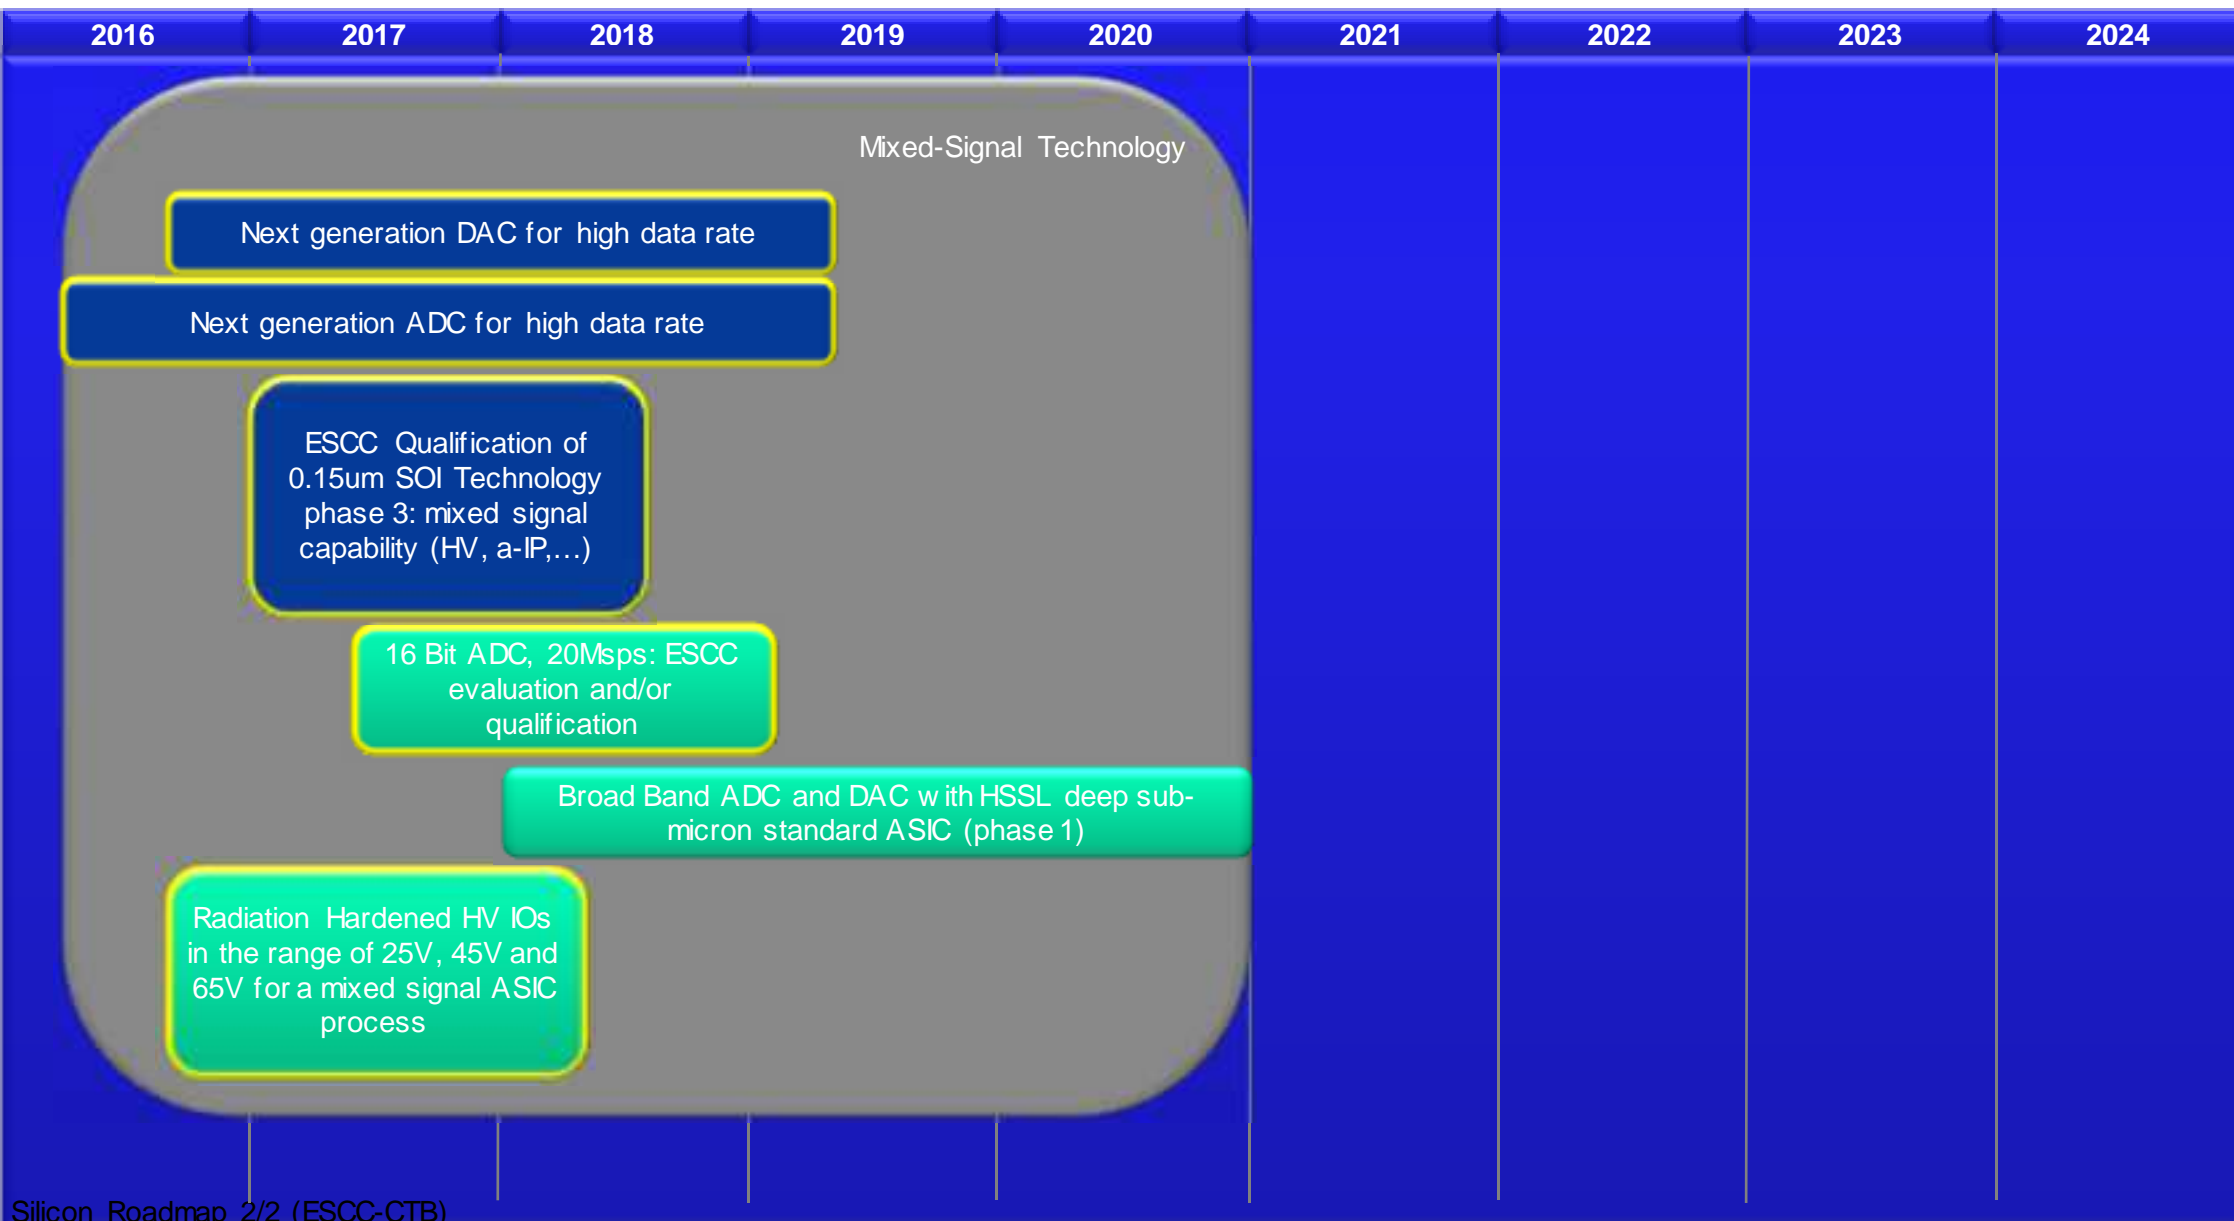 2016 2017 2018 2019 2020 2021 2022 2023 2024
Mixed-Signal Technology
Next generation DAC for high data rate
Next generation ADC for high data rate
ESCC Qualification of
0.15um SOI Technology
phase 3: mixed signal
capability (HV, a-IP,…)
16 Bit ADC, 20Msps: ESCC
evaluation and/or
qualification
Broad Band ADC and DAC with HSSL deep sub-
micron standard ASIC (phase 1)
Radiation Hardened HV IOs
in the range of 25V, 45V and
65V for a mixed signal ASIC
process
Silicon Roadmap 2/2 (ESCC-CTB)